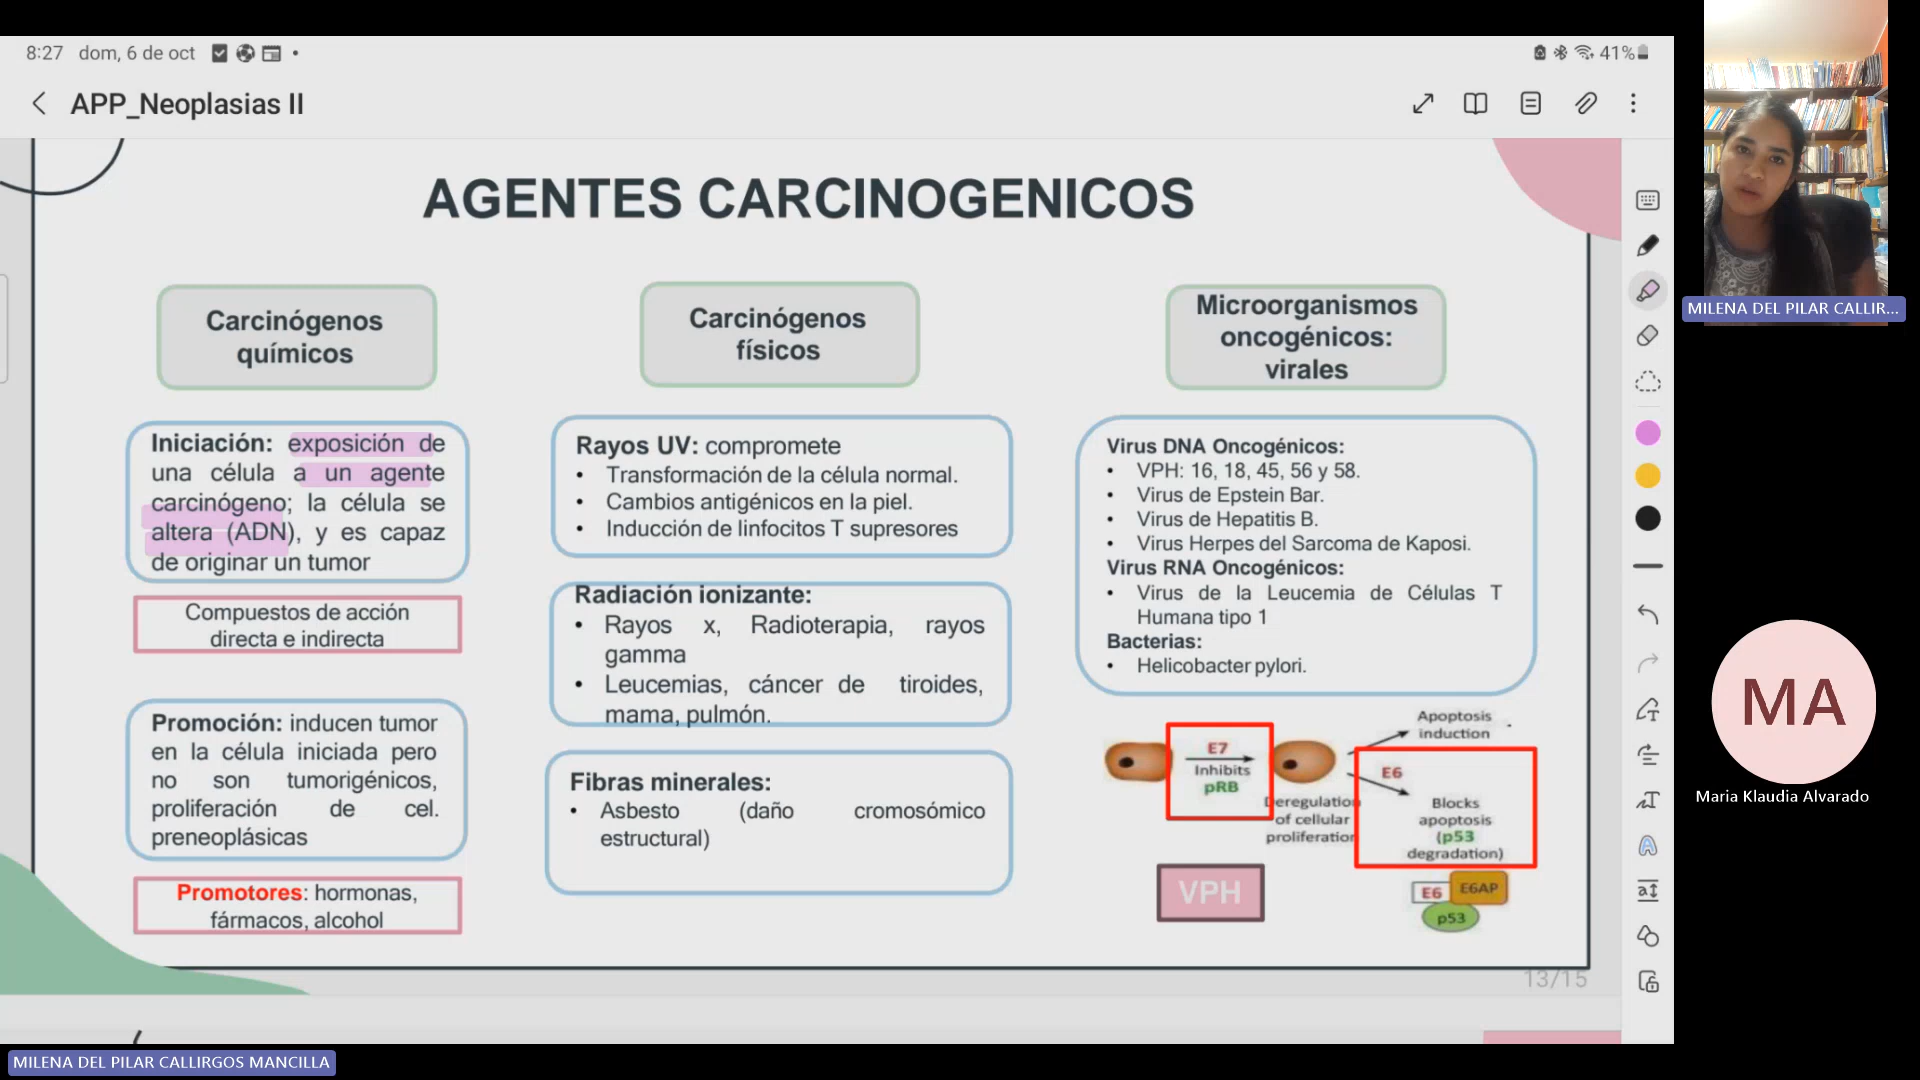 8:27 dom, 6 de oct
41%
APP_Neoplasias II
AGENTES CARCINOGENICOS
Carcinógenos
químicos
Iniciación: exposición de
una célula a un agente
carcinógeno; la célula se
altera (ADN), y es capaz
de originar un tumor
Compuestos de acción
directa e indirecta
Promoción: inducen tumor
en la célula iniciada pero
no son tumorigénicos,
proliferación de cel.
preneoplásicas
Promotores: hormonas,
fármacos, alcohol
Carcinógenos
físicos
Rayos UV: compromete
• Transformación de la célula normal.
• Cambios antigénicos en la piel.
• Inducción de linfocitos T supresores
Radiación ionizante:
• Rayos x, Radioterapia, rayos
gamma
• Leucemias, cáncer de tiroides,
mama, pulmón.
Fibras minerales:
• Asbesto (daño cromosómico
estructural)
Microorganismos
oncogénicos:
virales
Virus DNA Oncogénicos:
• VPH: 16, 18, 45, 56 y 58.
• Virus de Epstein Bar.
• Virus de Hepatitis B.
• Virus Herpes del Sarcoma de Kaposi.
Virus RNA Oncogénicos:
• Virus de la Leucemia de Células T
Humana tipo 1
Bacterias:
• Helicobacter pylori.
E7
Inhibits
pRB
Deregulation
of cellular
proliferation
Apoptosis
induction
E6
Blocks
apoptosis
(p53
degradation)
VPH
E6
E6AP
p53
13/15
MILENA DEL PILAR CALLIR...
MA
Maria Klaudia Alvarado
MILENA DEL PILAR CALLIRGOS MANCILLA